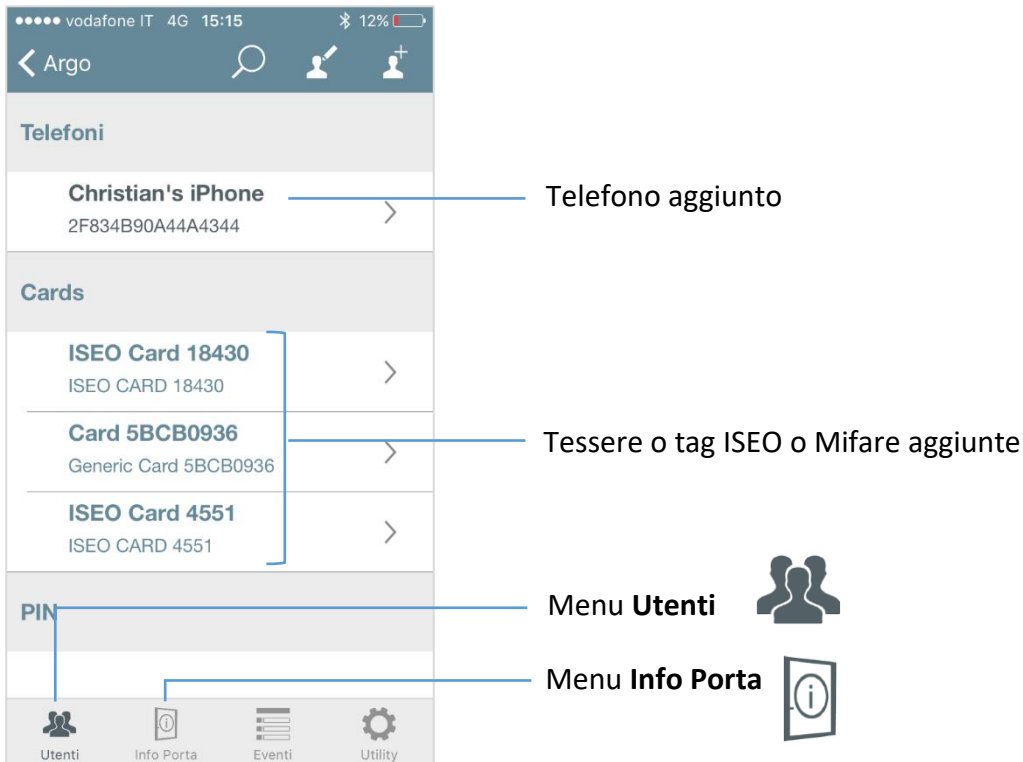 vodafone IT 4G 15:15 12%
Argo
Telefoni
Christian's iPhone
2F834B90A44A4344
Telefono aggiunto
Cards
ISEO Card 18430
ISEO CARD 18430
Card 5BCB0936
Generic Card 5BCB0936
Tessere o tag ISEO o Mifare aggiunte
ISEO Card 4551
ISEO CARD 4551
PIN
Menu Utenti
Menu Info Porta
Utenti Info Porta Eventi Utility